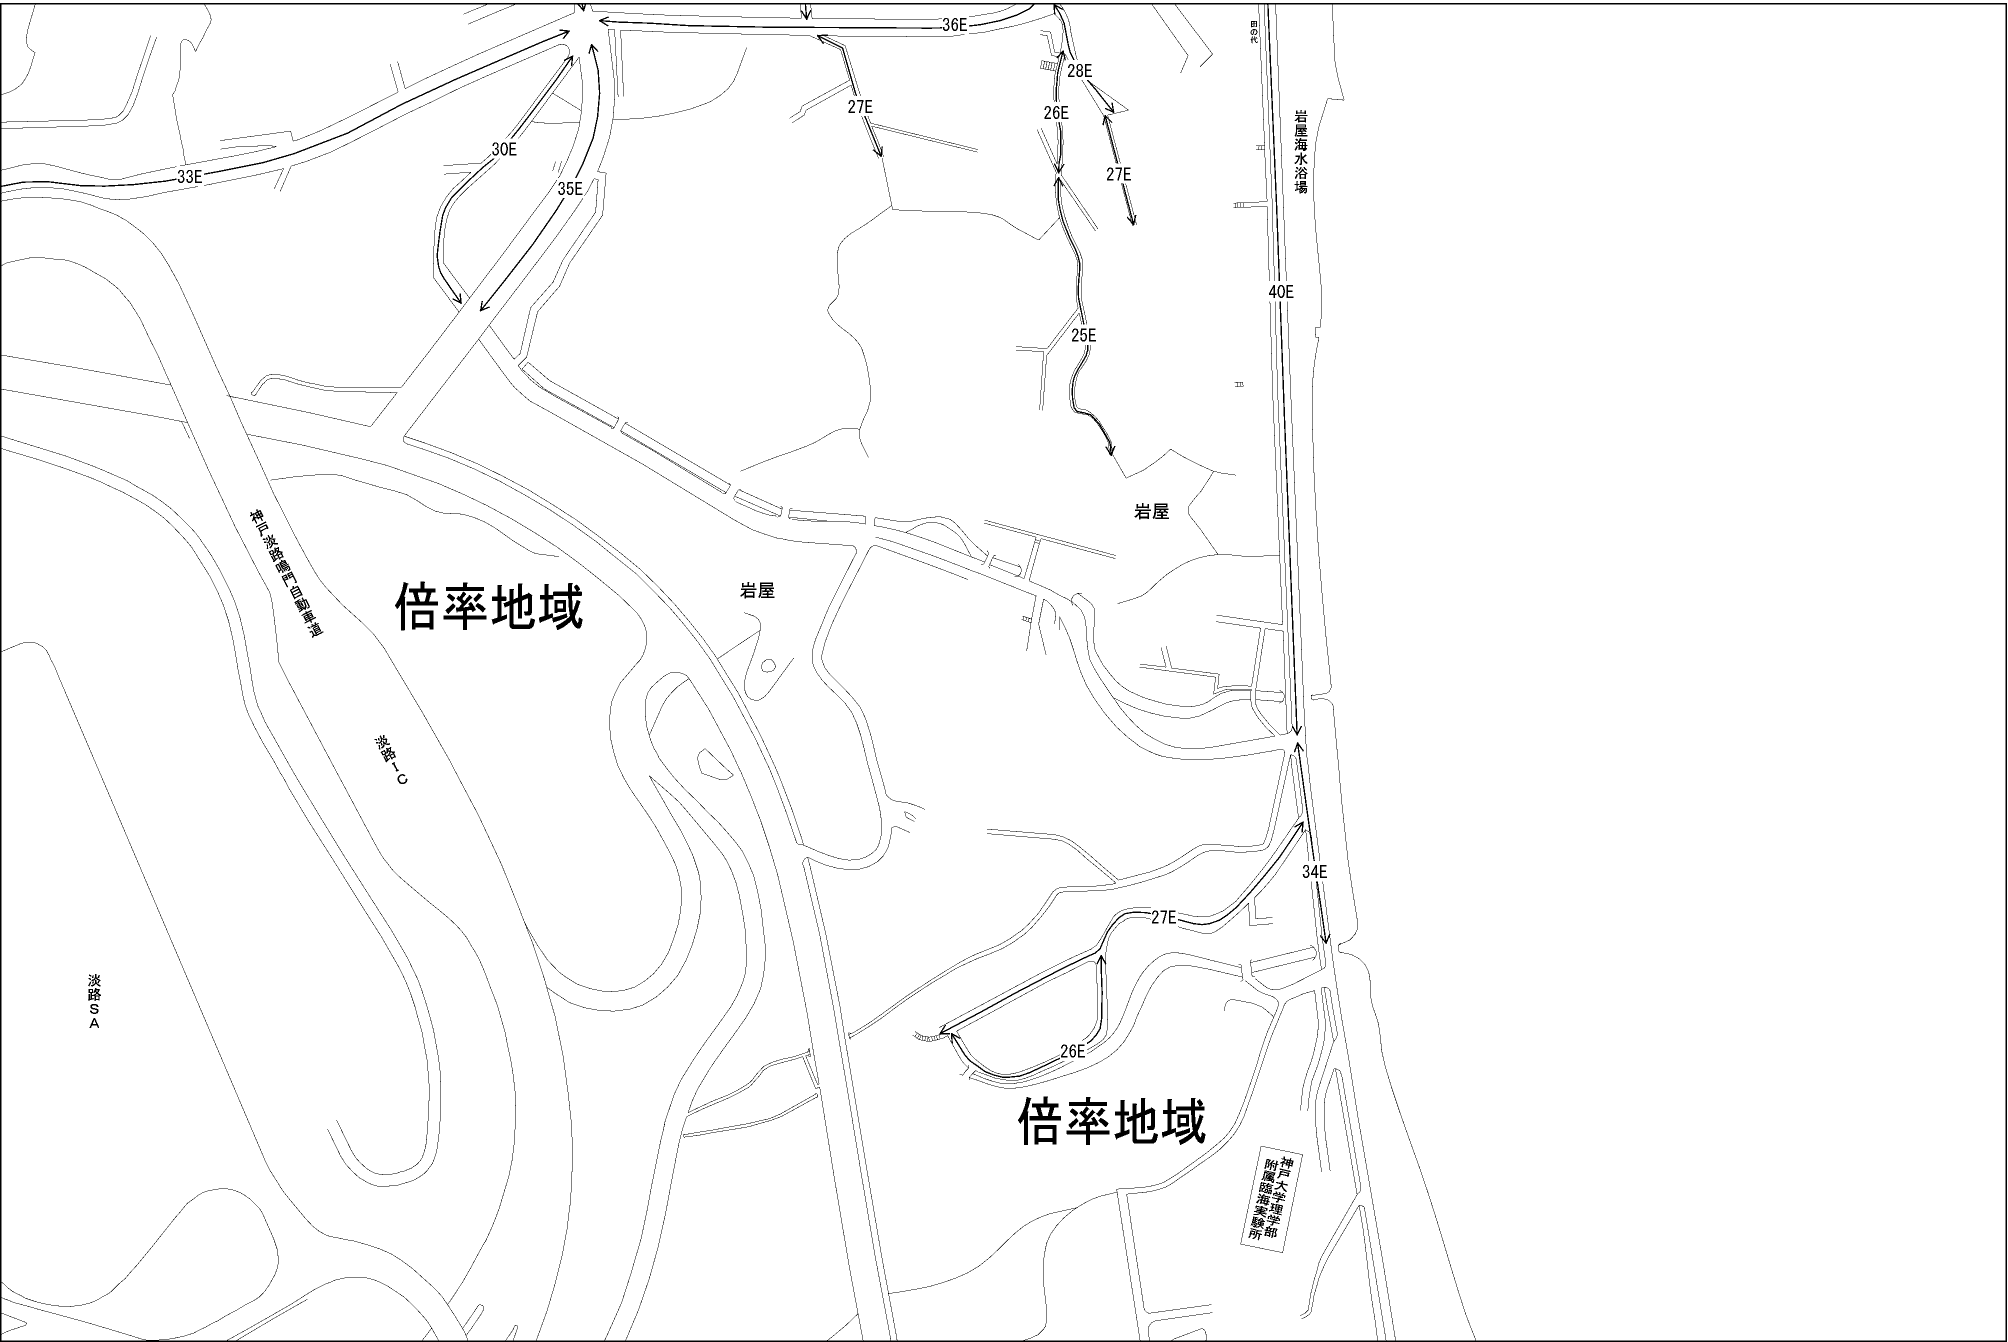 36E
田の代
28E
27E
26E
岩屋海水浴場
30E
33E
35E
27E
40E
25E
岩屋
神戸淡路鳴門自動車道
倍率地域
岩屋
淡路IC
34E
27E
淡路SA
26E
倍率地域
神戸大学理学部
附属臨海実験所